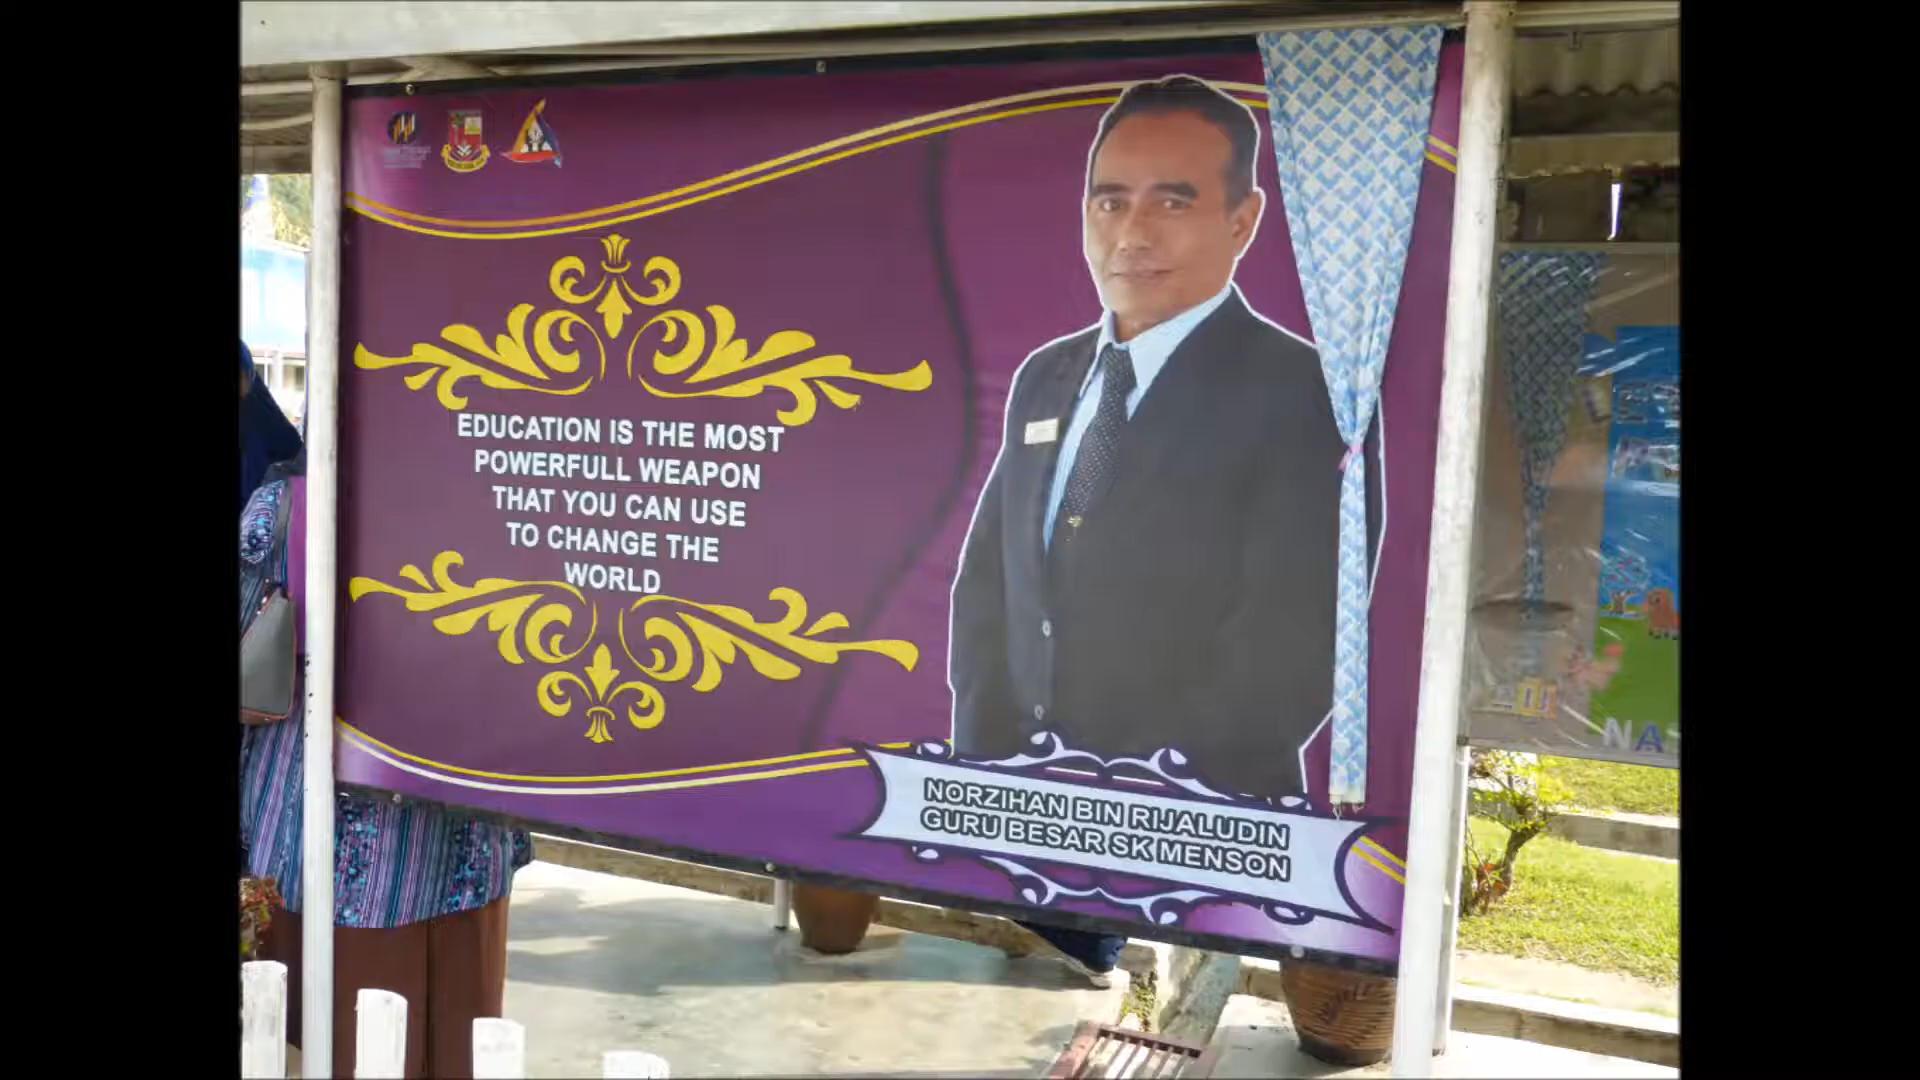 EDUCATION IS THE MOST
POWERFULL WEAPON
THAT YOU CAN USE
TO CHANGE THE
WORLD
NORZIHAN BIN RIJALUDIN
GURU BESAR SK MENSON
NA